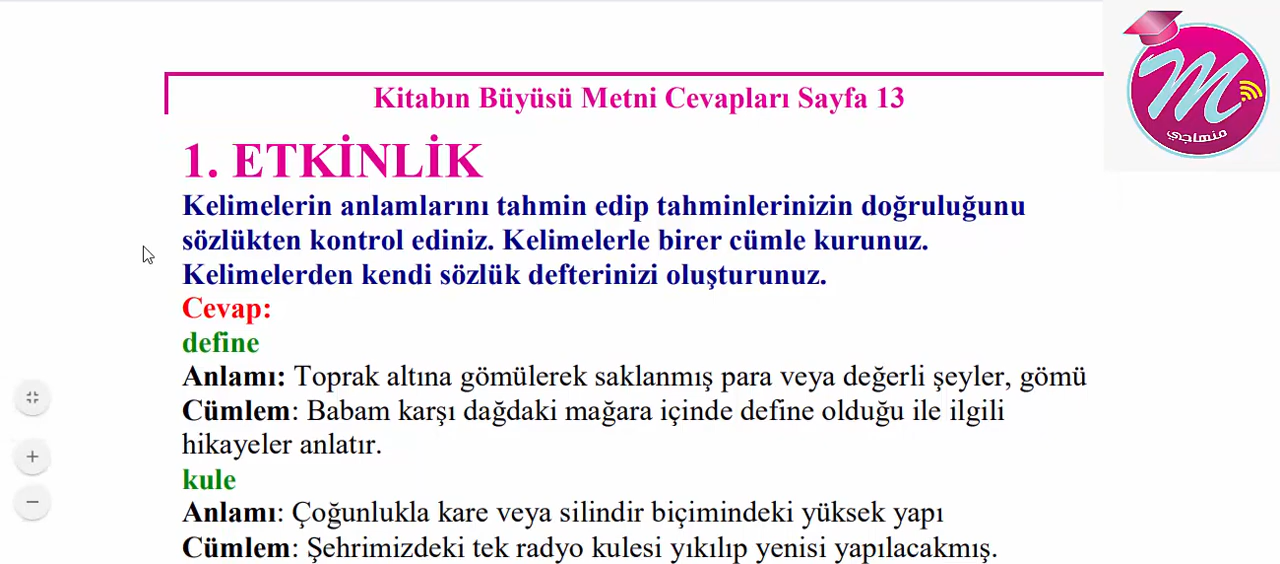 Kitabın Büyüsü Metni Cevapları Sayfa 13
M
منهاجي
1. ETKİNLİK
Kelimelerin anlamlarını tahmin edip tahminlerinizin doğruluğunu
sözlükten kontrol ediniz. Kelimelerle birer cümle kurunuz.
Kelimelerden kendi sözlük defterinizi oluşturunuz.
Cevap:
define
Anlamı: Toprak altına gömülerek saklanmış para veya değerli şeyler, gömü
Cümlem: Babam karşı dağdaki mağara içinde define olduğu ile ilgili
hikayeler anlatır.
kule
Anlamı: Çoğunlukla kare veya silindir biçimindeki yüksek yapı
Cümlem: Şehrimizdeki tek radyo kulesi yıkılıp yenisi yapılacakmış.